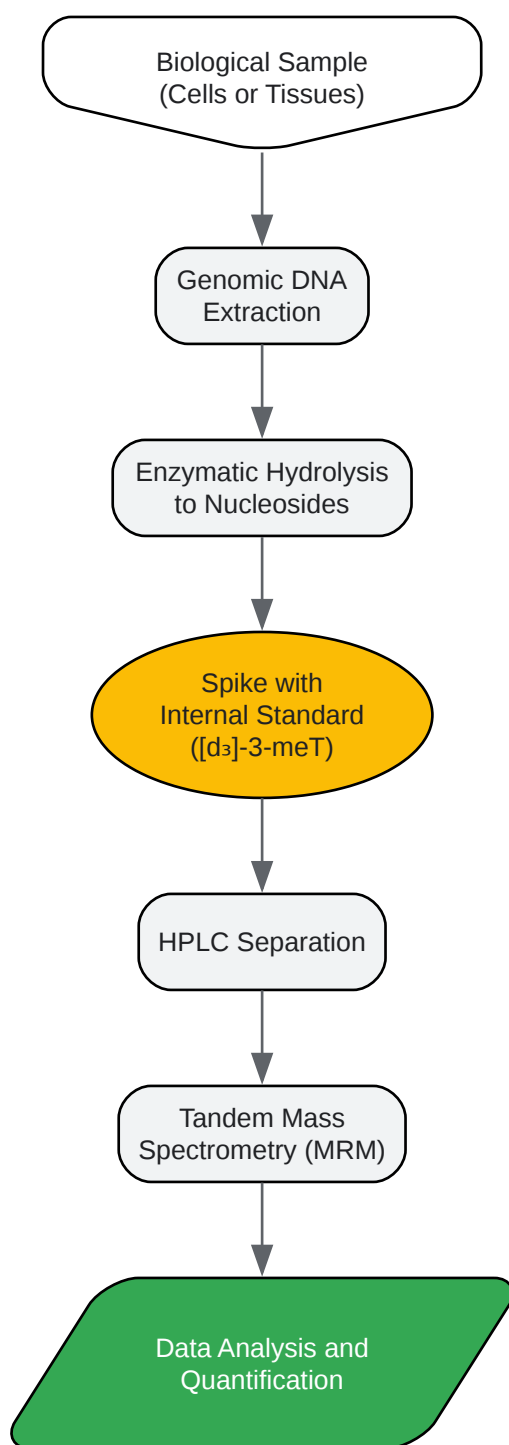 Biological Sample
(Cells or Tissues)
Genomic DNA
Extraction
Enzymatic Hydrolysis
to Nucleosides
Spike with
Internal Standard
([d₃]-3-meT)
HPLC Separation
Tandem Mass
Spectrometry (MRM)
Data Analysis and
Quantification